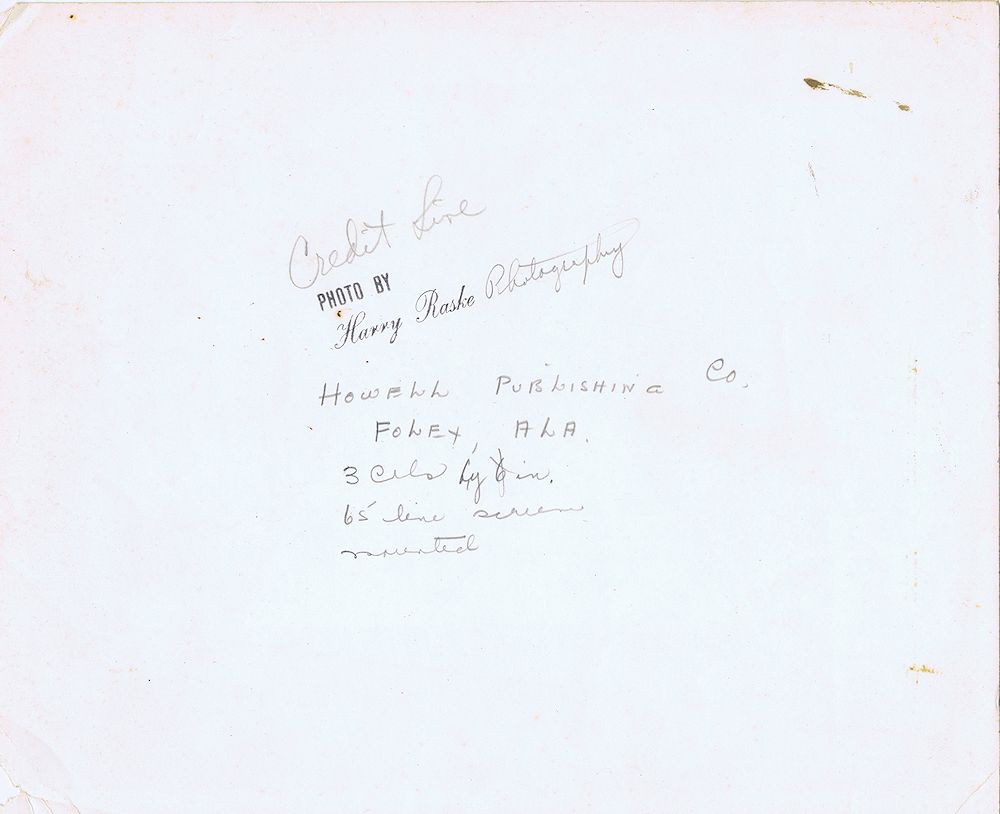 Credit Line
PHOTO BY
Harry Raske Photography
HOWELL PUBLISHING Co.
FOLEY, ALA.
3 Cols by in.
65 line screen
mounted